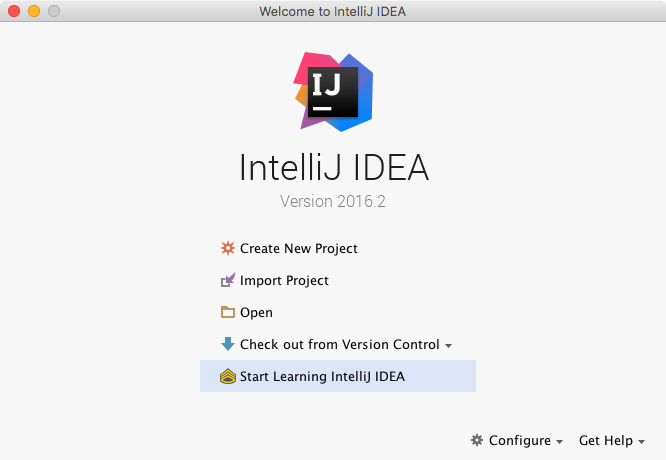 Welcome to IntelliJ IDEA
IJ
IntelliJ IDEA
Version 2016.2
Create New Project
Import Project
Open
Check out from Version Control
Start Learning IntelliJ IDEA
Configure Get Help